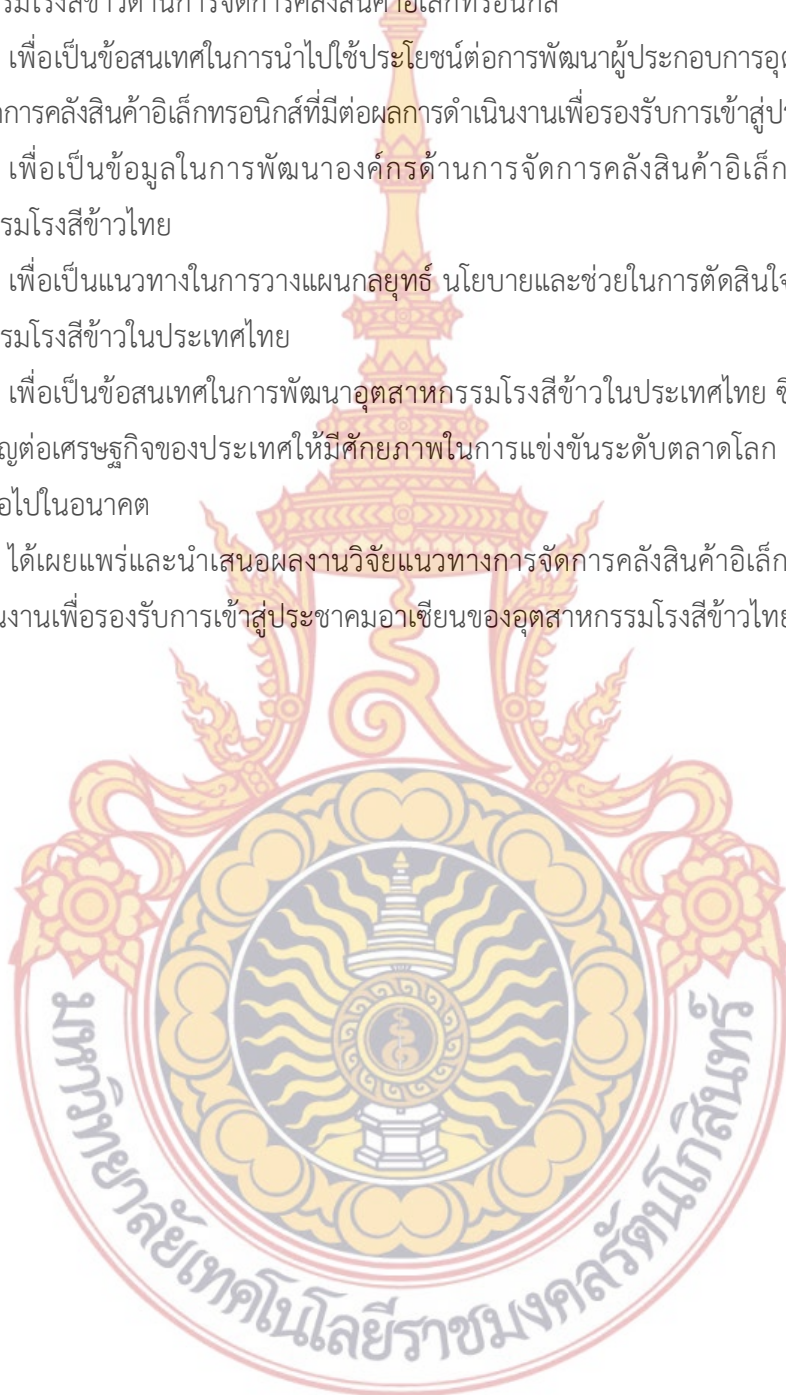 รรมโรงสีข้าวด้านการจัดการคลังสินค้าอิเล็กทรอนิกส์
เพื่อเป็นข้อสนเทศในการนำไปใช้ประโยชน์ต่อการพัฒนาผู้ประกอบการอุต
การคลังสินค้าอิเล็กทรอนิกส์ที่มีต่อผลการดำเนินงานเพื่อรองรับการเข้าสู่ปร
เพื่อเป็นข้อมูลในการพัฒนาองค์กรด้านการจัดการคลังสินค้าอิเล็ก
รรมโรงสีข้าวไทย
เพื่อเป็นแนวทางในการวางแผนกลยุทธ์ นโยบายและช่วยในการตัดสินใจ
รรมโรงสีข้าวในประเทศไทย
เพื่อเป็นข้อสนเทศในการพัฒนาอุตสาหกรรมโรงสีข้าวในประเทศไทย ซึ
ญต่อเศรษฐกิจของประเทศให้มีศักยภาพในการแข่งขันระดับตลาดโลก
อไปในอนาคต
ได้เผยแพร่และนำเสนอผลงานวิจัยแนวทางการจัดการคลังสินค้าอิเล็ก
นงานเพื่อรองรับการเข้าสู่ประชาคมอาเซียนของอุตสาหกรรมโรงสีข้าวไทย
มหาวิทยาลัยเทคโนโลยีราชมงคลรัตนโกสินทร์